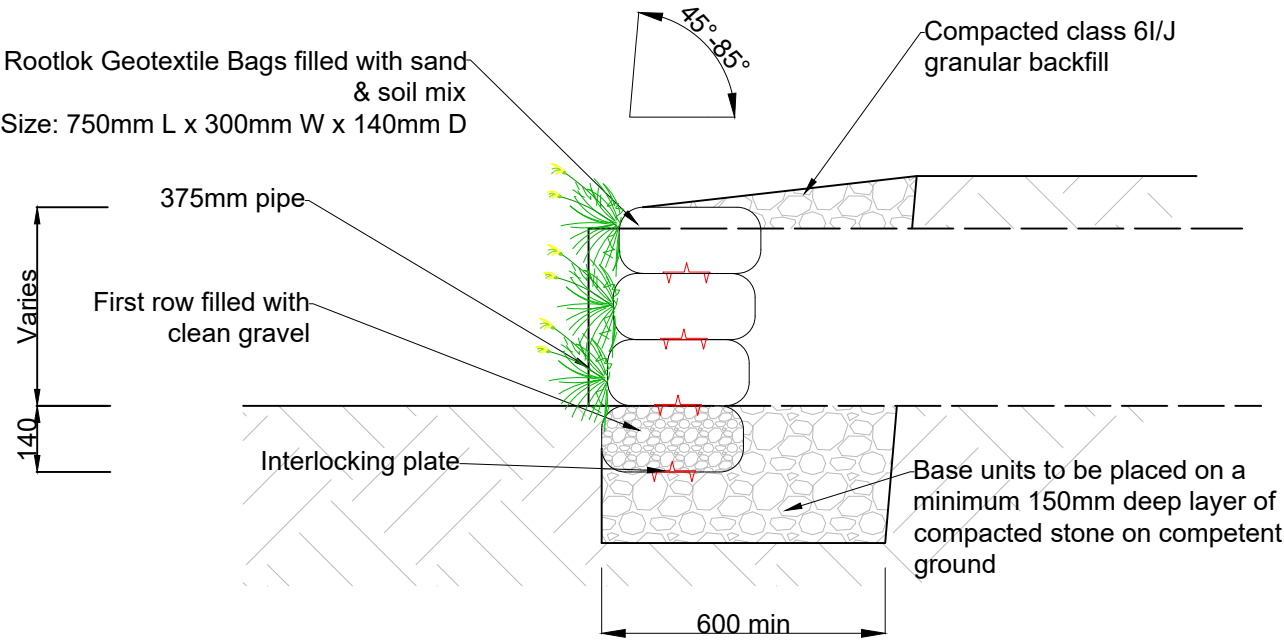 45°-85°
Rootlok Geotextile Bags filled with sand
& soil mix
Size: 750mm L x 300mm W x 140mm D
Compacted class 6I/J
granular backfill
375mm pipe
Varies
First row filled with
clean gravel
140
Interlocking plate
Base units to be placed on a
minimum 150mm deep layer of
compacted stone on competent
ground
600 min